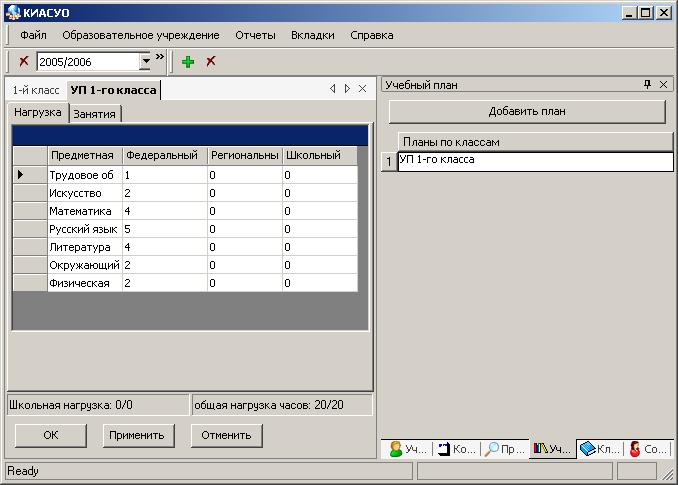 КИАСУО
Файл Образовательное учреждение Отчеты Вкладки Справка
2005/2006 »
1-й класс УП 1-го класса
Нагрузка Занятия
Предметная Федеральный Региональны Школьный
Трудовое об 1 0 0
Искусство 2 0 0
Математика 4 0 0
Русский язык 5 0 0
Литература 4 0 0
Окружающий 2 0 0
Физическая 2 0 0
Школьная нагрузка: 0/0 общая нагрузка часов: 20/20
ОК Применить Отменить
Учебный план
Добавить план
Планы по классам
1 УП 1-го класса
Уч... Ко... Пр... Уч... Кл... Со...
Ready